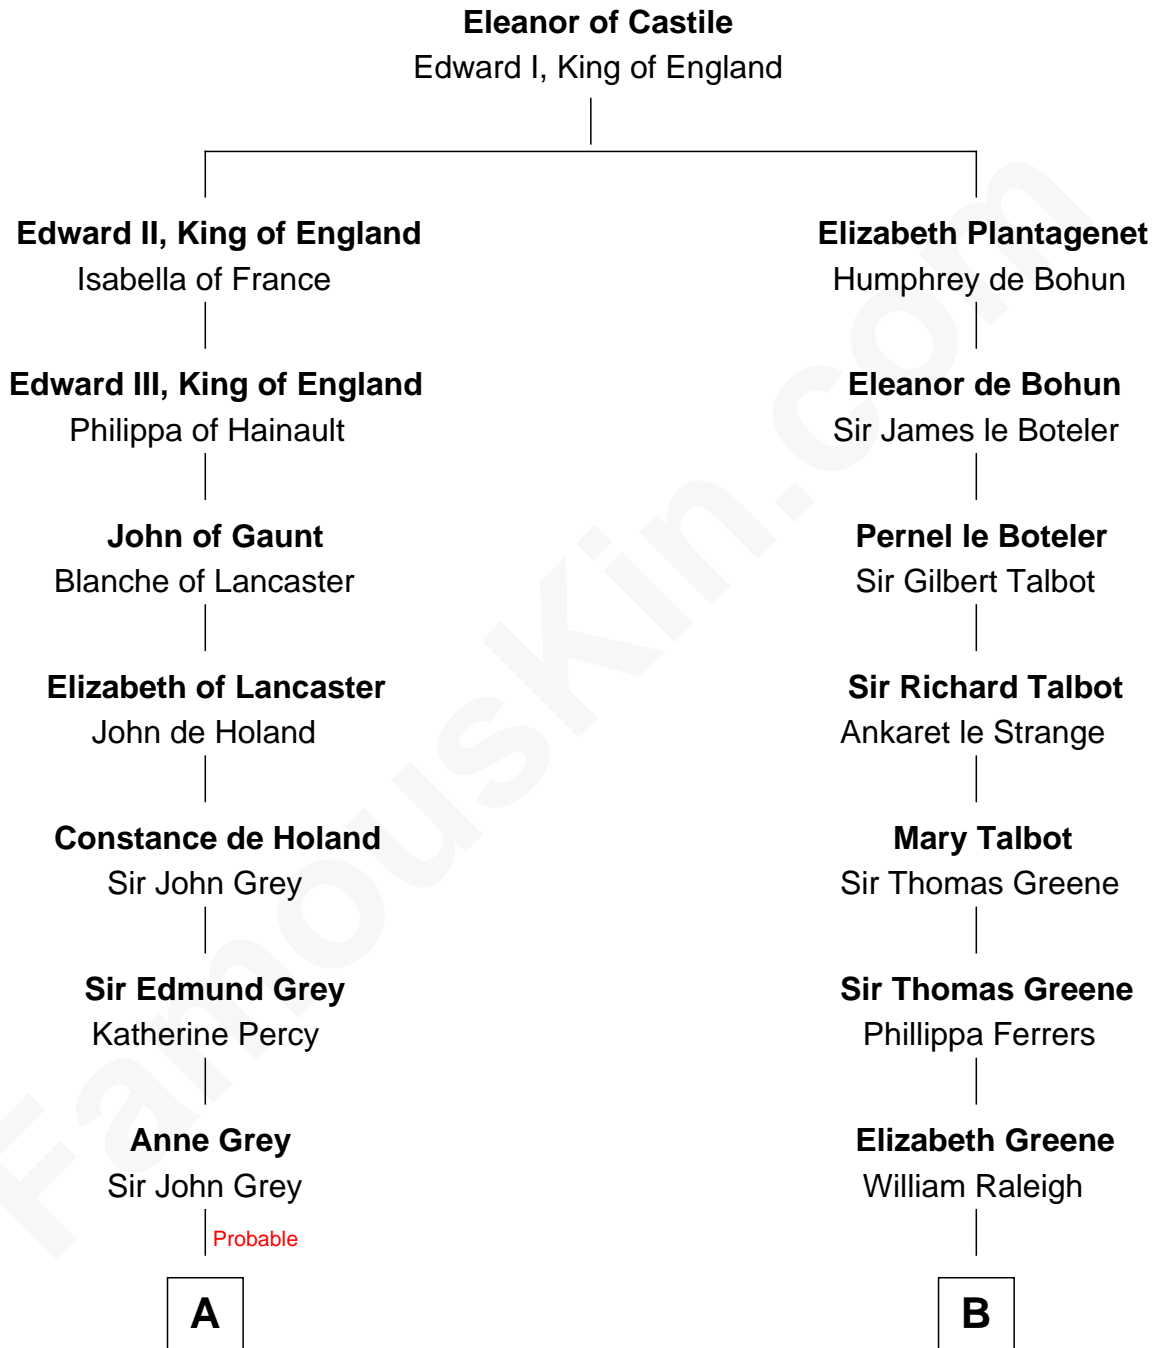 Eleanor of Castile
Edward I, King of England
Edward II, King of England
Isabella of France
Elizabeth Plantagenet
Humphrey de Bohun
Edward III, King of England
Philippa of Hainault
Eleanor de Bohun
Sir James le Boteler
John of Gaunt
Blanche of Lancaster
Pernel le Boteler
Sir Gilbert Talbot
Elizabeth of Lancaster
John de Holand
Sir Richard Talbot
Ankaret le Strange
Constance de Holand
Sir John Grey
Mary Talbot
Sir Thomas Greene
Sir Edmund Grey
Katherine Percy
Sir Thomas Greene
Phillippa Ferrers
Anne Grey
Sir John Grey
Elizabeth Greene
William Raleigh
Probable
A
B
FamousKin.com